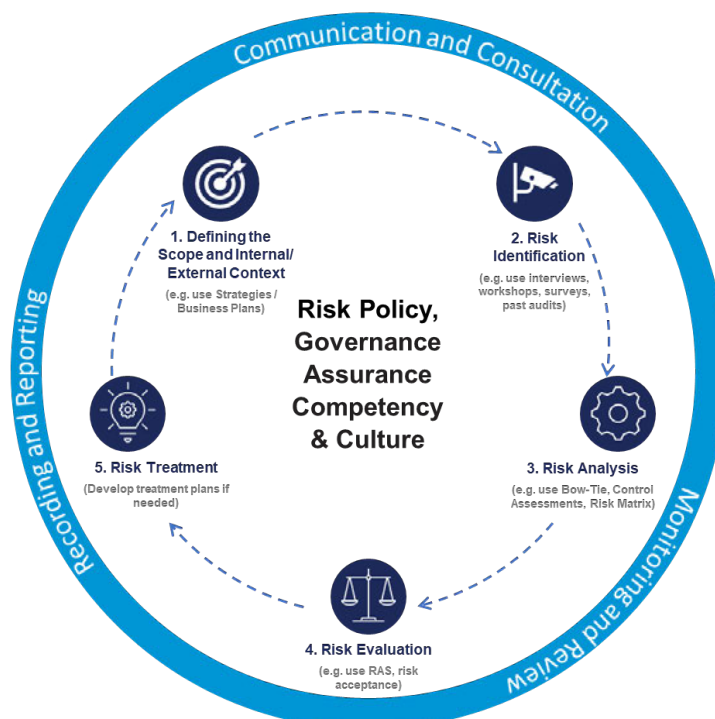 Communication and Consultation
1. Defining the
Scope and Internal/
External Context
(e.g. use Strategies /
Business Plans)
2. Risk
Identification
(e.g. use interviews,
workshops, surveys,
past audits)
Risk Policy,
Governance
Assurance
Competency
& Culture
Recording and Reporting
5. Risk Treatment
(Develop treatment plans if
needed)
3. Risk Analysis
(e.g. use Bow-Tie, Control
Assessments, Risk Matrix)
Monitoring and Review
4. Risk Evaluation
(e.g. use RAS, risk
acceptance)